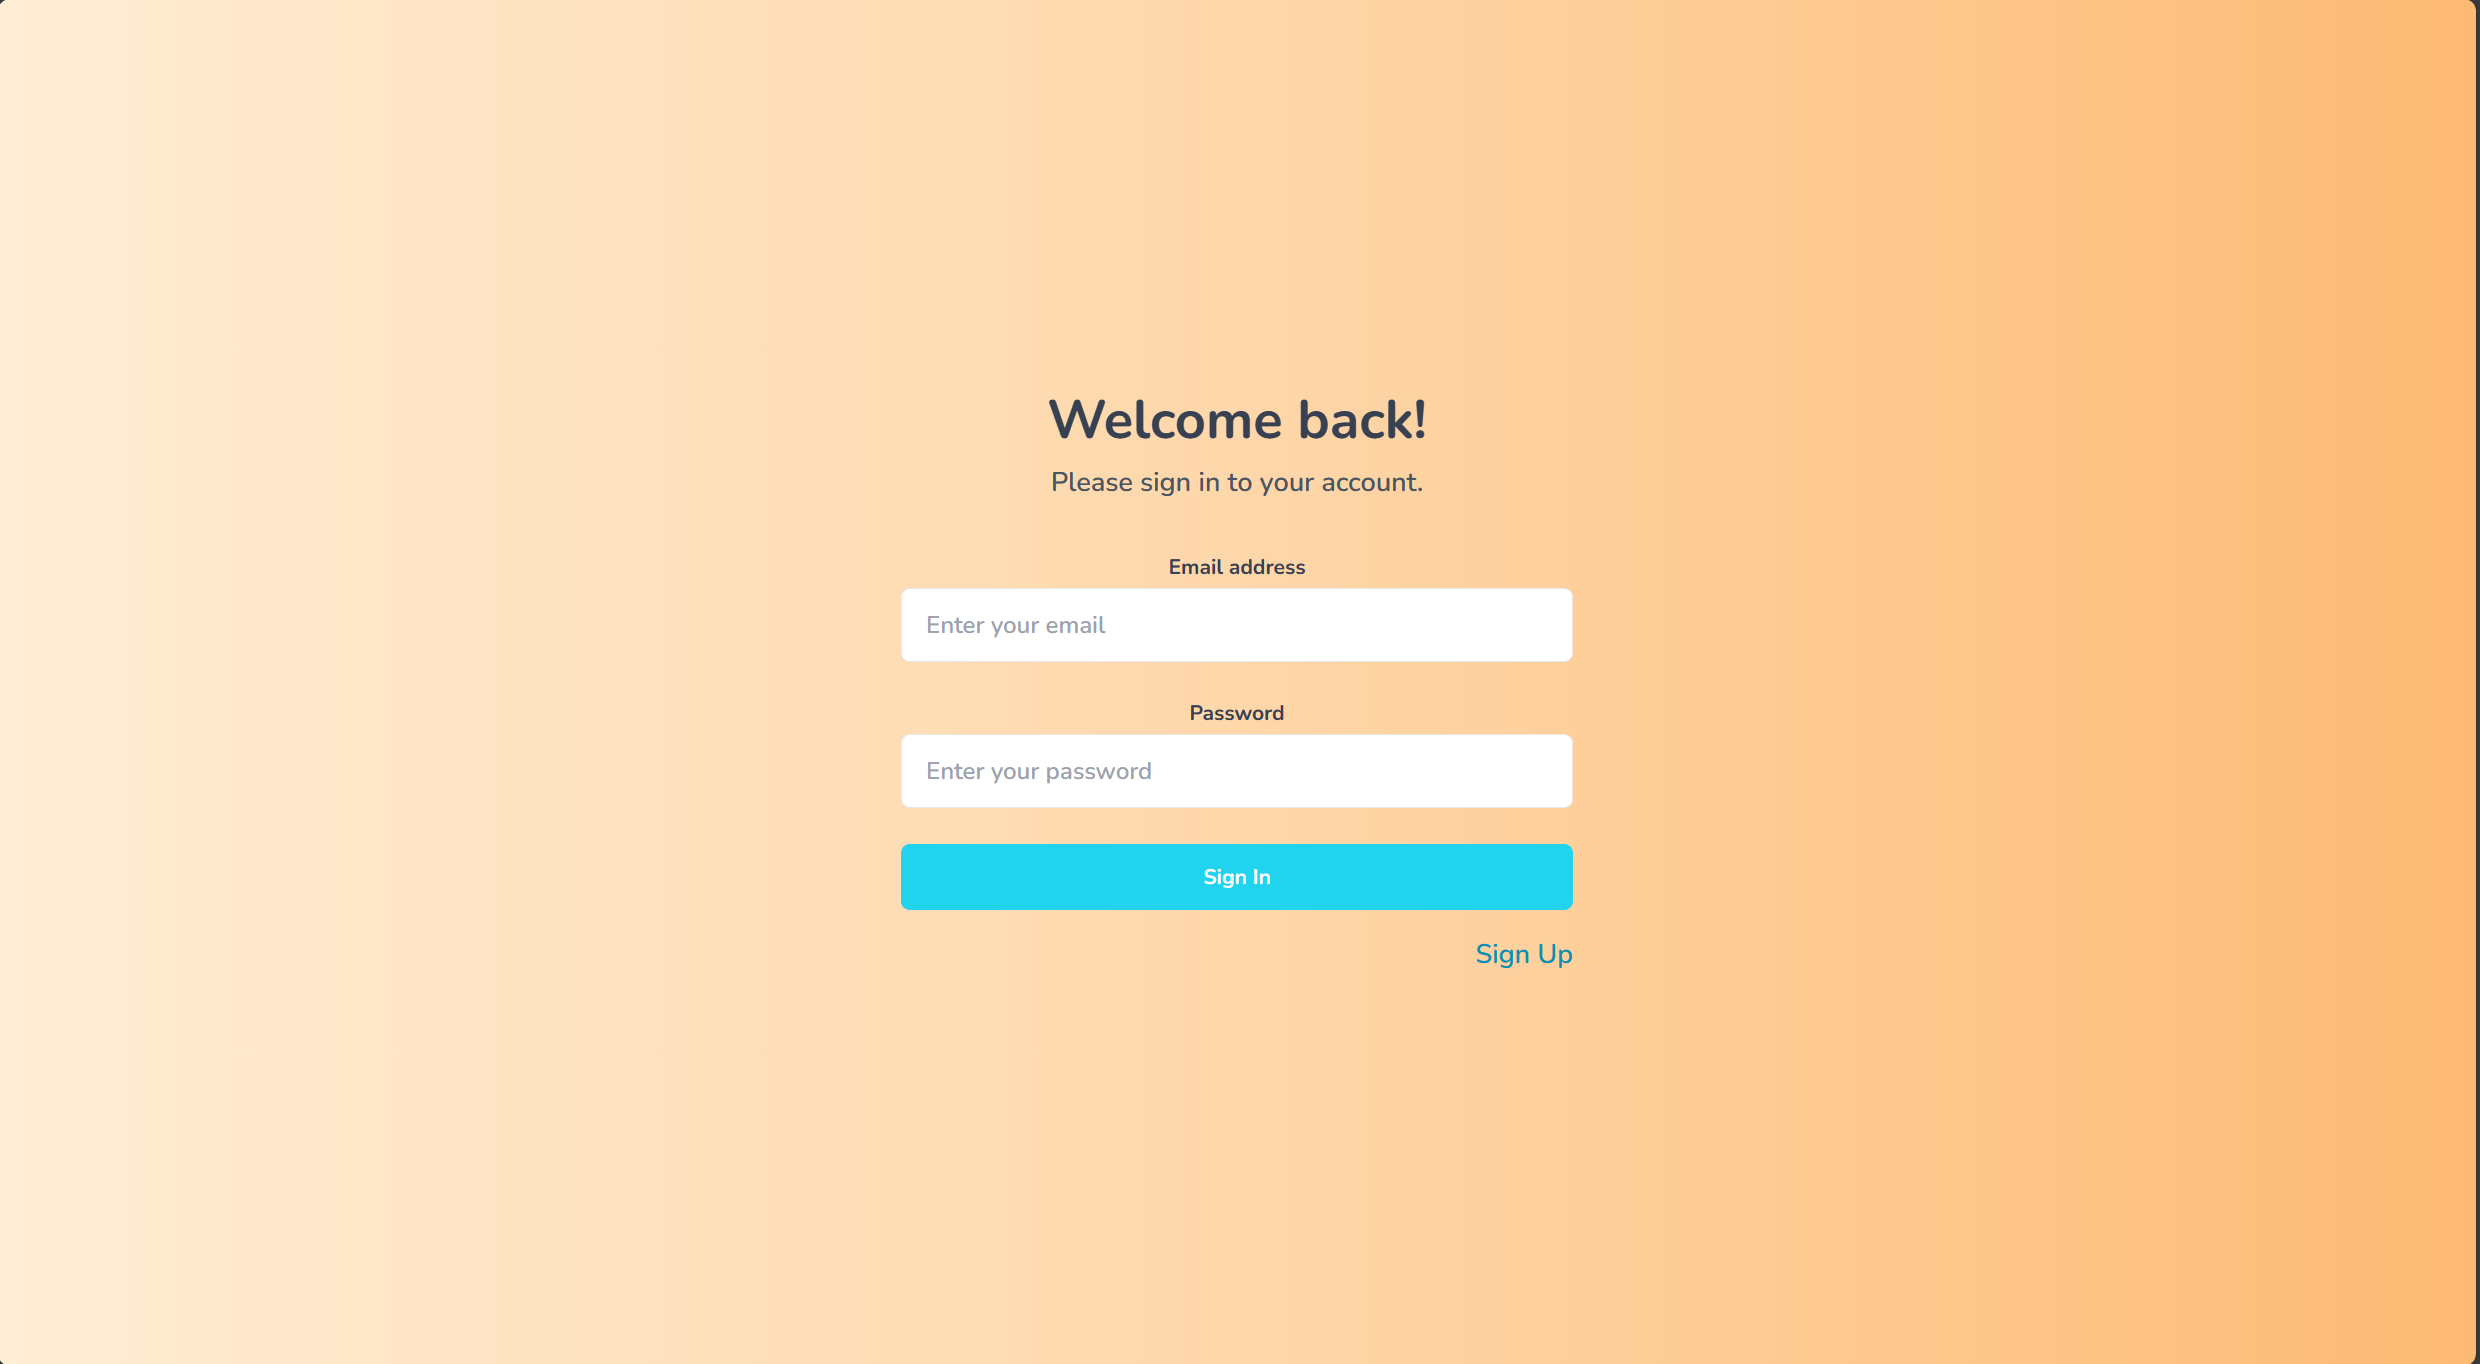 Welcome back!
Please sign in to your account.
Email address
Enter your email
Password
Enter your password
Sign In
Sign Up